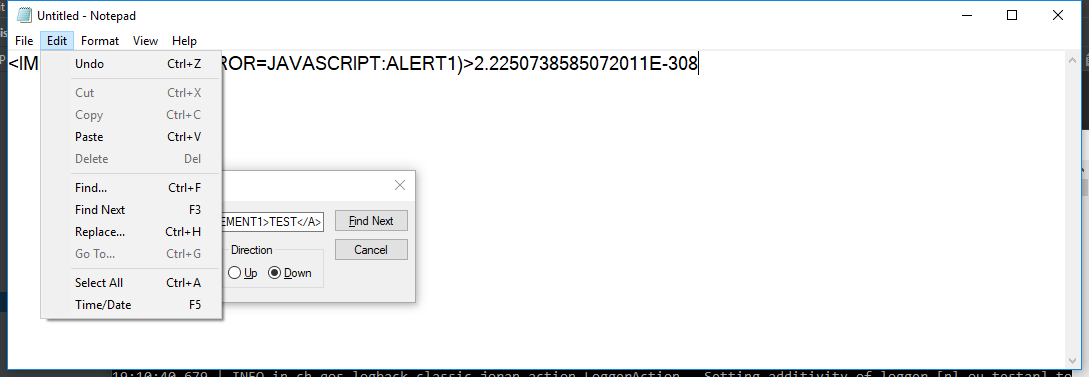 Untitled - Notepad
File Edit Format View Help
<IM ROR=JAVASCRIPT:ALERT1)>2.2250738585072011E-308
Undo Ctrl+Z
Cut Ctrl+X
Copy Ctrl+C
Paste Ctrl+V
Delete Del
Find... Ctrl+F
Find Next F3
Replace... Ctrl+H
Go To... Ctrl+G
Select All Ctrl+A
Time/Date F5
EMENT1>TEST</A> Find Next
Direction Cancel
Up Down
19:10:40,679 | INFO in ch.qos.logback.classic.joran.action.LoggerAction - Setting additivity of logger